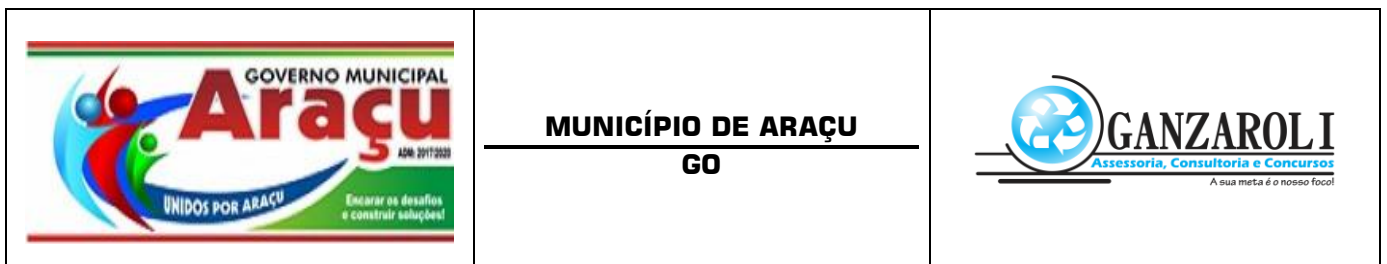 GOVERNO MUNICIPAL
Araçu
ADM: 2017/2020
UNIDOS POR ARAÇU
Encarar os desafios
e construir soluções!
MUNICÍPIO DE ARAÇU
GO
GANZAROLI
Assessoria, Consultoria e Concursos
A sua meta é o nosso foco!